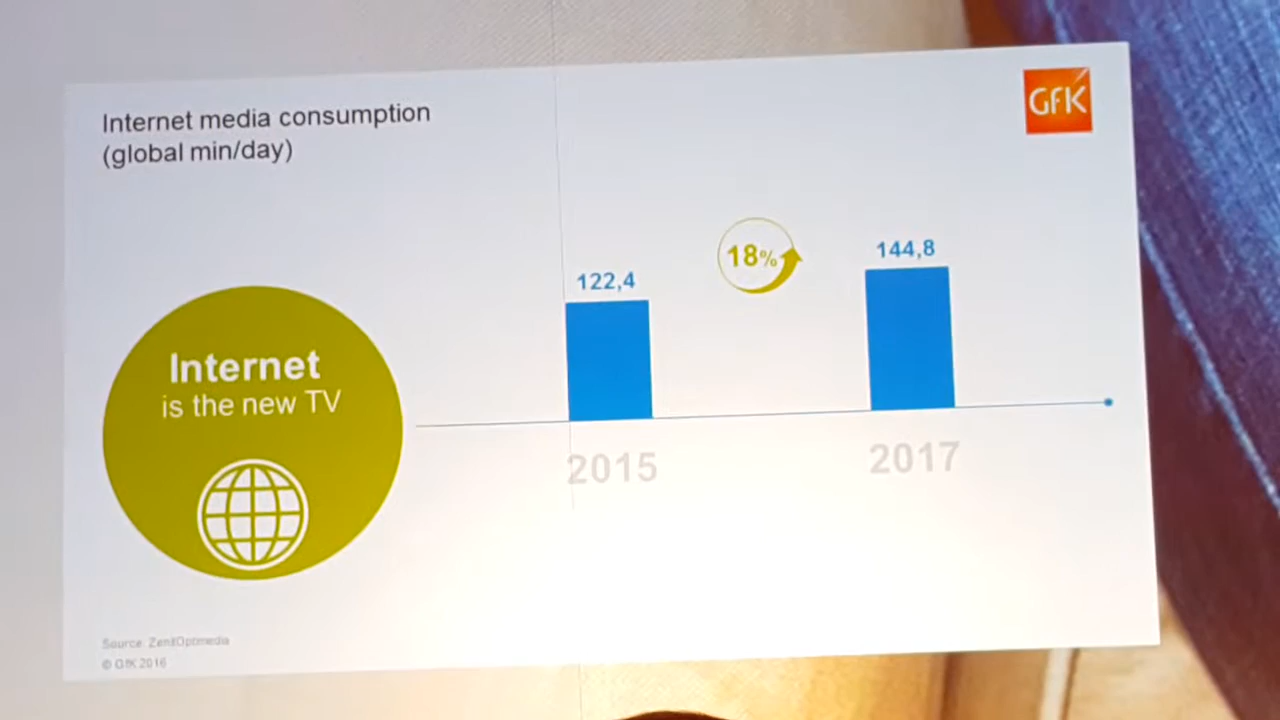 Internet media consumption
(global min/day)
GfK
122,4
18%
144,8
Internet
is the new TV
2015
2017
Source: ZenitOptmedia
© GfK 2016